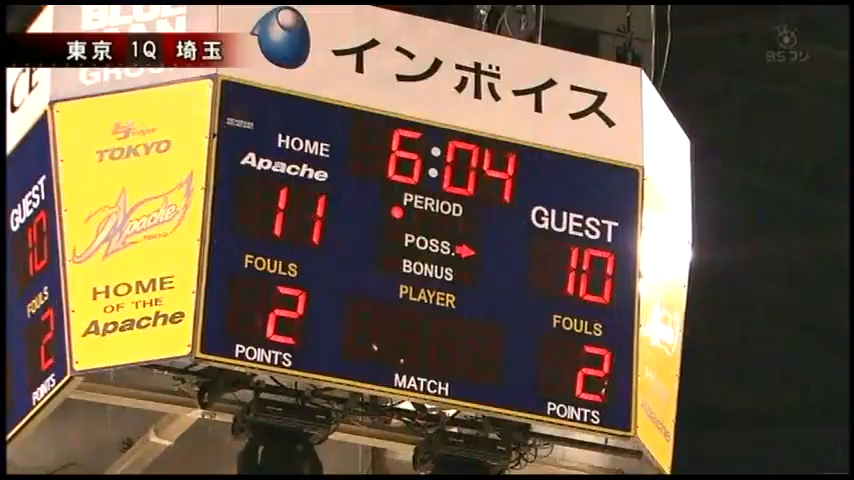 東京 1Q 埼玉
BSフジ
インボイス
TOKYO
Apache
TOKYO
HOME
OF THE
Apache
HOME
Apache
6:04
PERIOD
GUEST
11
POSS.
10
BONUS
FOULS
PLAYER
FOULS
2
2
POINTS
MATCH
POINTS
GUEST
10
FOULS
2
POINTS